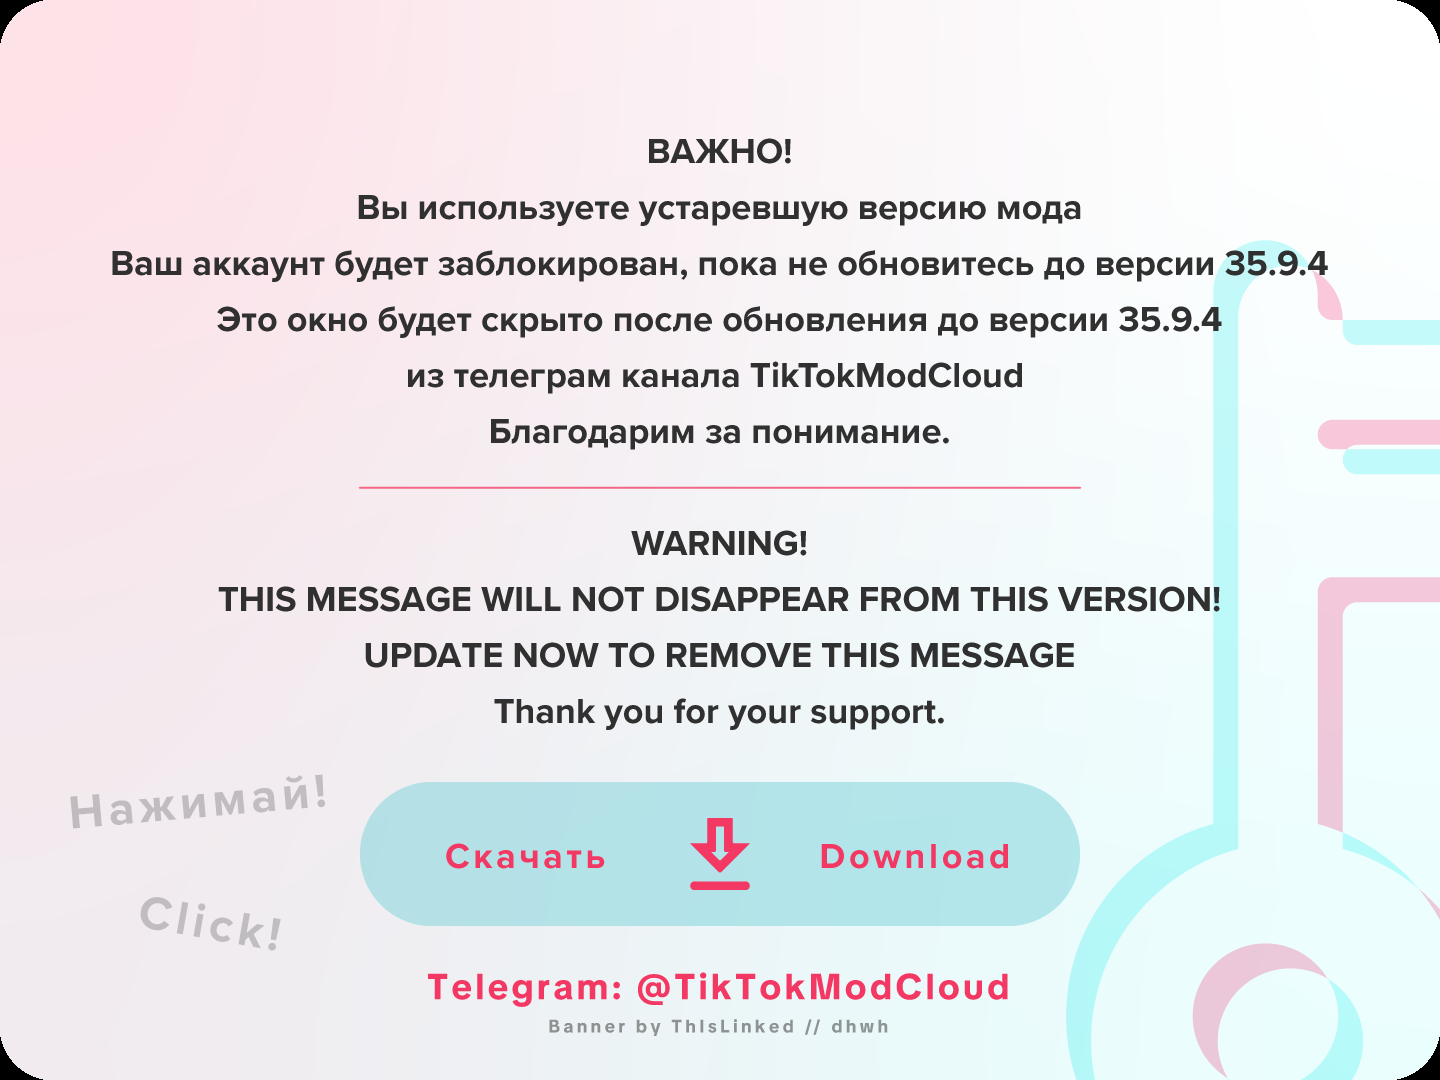 ВАЖНО!
Вы используете устаревшую версию мода
Ваш аккаунт будет заблокирован, пока не обновитесь до версии 35.9.4
Это окно будет скрыто после обновления до версии 35.9.4
из телеграм канала TikTokModCloud
Благодарим за понимание.
WARNING!
THIS MESSAGE WILL NOT DISAPPEAR FROM THIS VERSION!
UPDATE NOW TO REMOVE THIS MESSAGE
Thank you for your support.
Нажимай!
Скачать Download
Click!
Telegram: @TikTokModCloud
Banner by ThIsLinked // dhwh